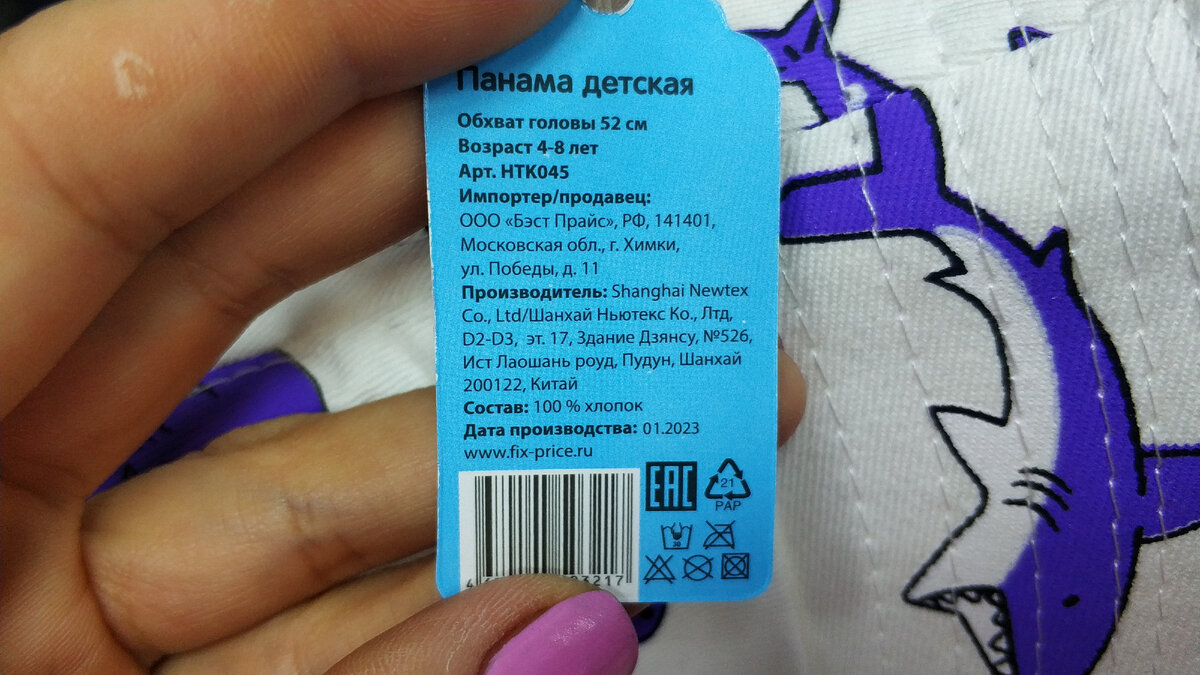 Панама детская
Обхват головы 52 см
Возраст 4-8 лет
Арт. НТК045
Импортер/продавец:
ООО «Бэст Прайс», РФ, 141401,
Московская обл., г. Химки,
ул. Победы, д. 11
Производитель: Shanghai Newtex
Co., Ltd/Шанхай Ньютекс Ко., Лтд,
D2-D3, эт. 17, Здание Дзянсу, №526,
Ист Лаошань роуд, Пудун, Шанхай
200122, Китай
Состав: 100 % хлопок
Дата производства: 01.2023
www.fix-price.ru
EAC
21
PAP
30